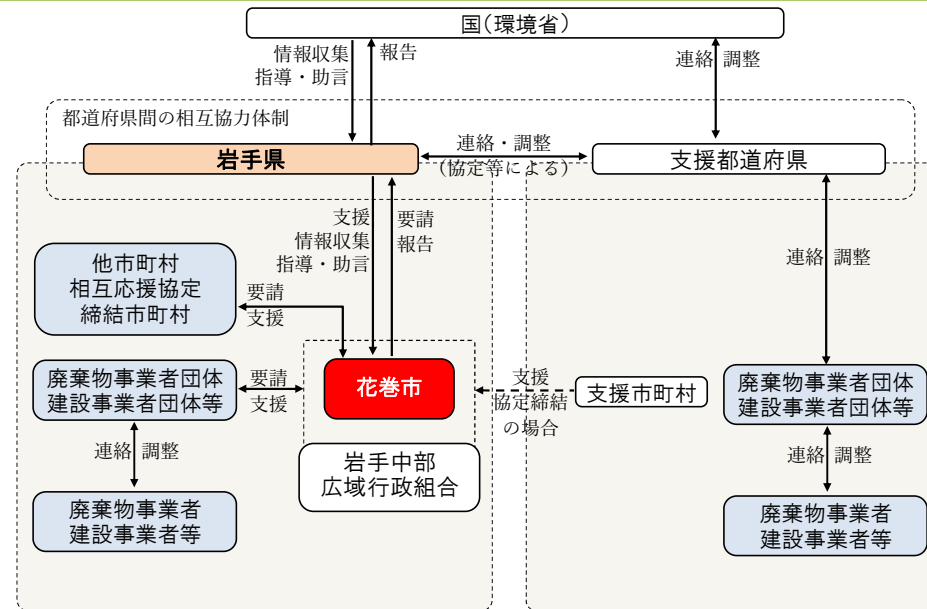 国（環境省）
情報収集
指導・助言
報告
連絡 調整
都道府県間の相互協力体制
岩手県
連絡・調整
（協定等による）
支援都道府県
支援
情報収集
指導・助言
要請
報告
連絡 調整
他市町村
相互応援協定
締結市町村
要請
支援
廃棄物事業者団体
建設事業者団体等
要請
支援
花巻市
支援
協定締結
の場合
支援市町村
廃棄物事業者団体
建設事業者団体等
連絡 調整
岩手中部
広域行政組合
連絡 調整
廃棄物事業者
建設事業者等
廃棄物事業者
建設事業者等